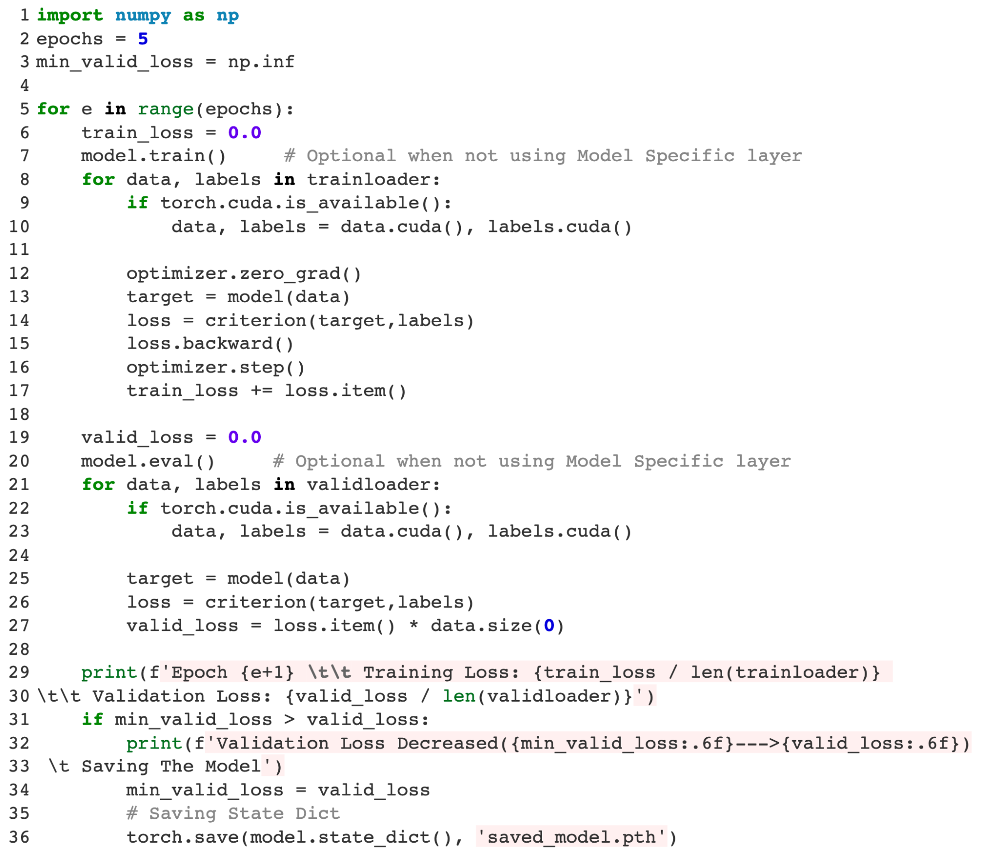 1 import numpy as np
2 epochs = 5
3 min_valid_loss = np.inf
4
5 for e in range(epochs):
6     train_loss = 0.0
7     model.train()     # Optional when not using Model Specific layer
8     for data, labels in trainloader:
9         if torch.cuda.is_available():
10             data, labels = data.cuda(), labels.cuda()
11
12         optimizer.zero_grad()
13         target = model(data)
14         loss = criterion(target,labels)
15         loss.backward()
16         optimizer.step()
17         train_loss += loss.item()
18
19     valid_loss = 0.0
20     model.eval()     # Optional when not using Model Specific layer
21     for data, labels in validloader:
22         if torch.cuda.is_available():
23             data, labels = data.cuda(), labels.cuda()
24
25         target = model(data)
26         loss = criterion(target,labels)
27         valid_loss = loss.item() * data.size(0)
28
29     print(f'Epoch {e+1} \t\t Training Loss: {train_loss / len(trainloader)}
30 \t\t Validation Loss: {valid_loss / len(validloader)}')
31     if min_valid_loss > valid_loss:
32         print(f'Validation Loss Decreased({min_valid_loss:.6f}--->{valid_loss:.6f})
33  \t Saving The Model')
34         min_valid_loss = valid_loss
35         # Saving State Dict
36         torch.save(model.state_dict(), 'saved_model.pth')